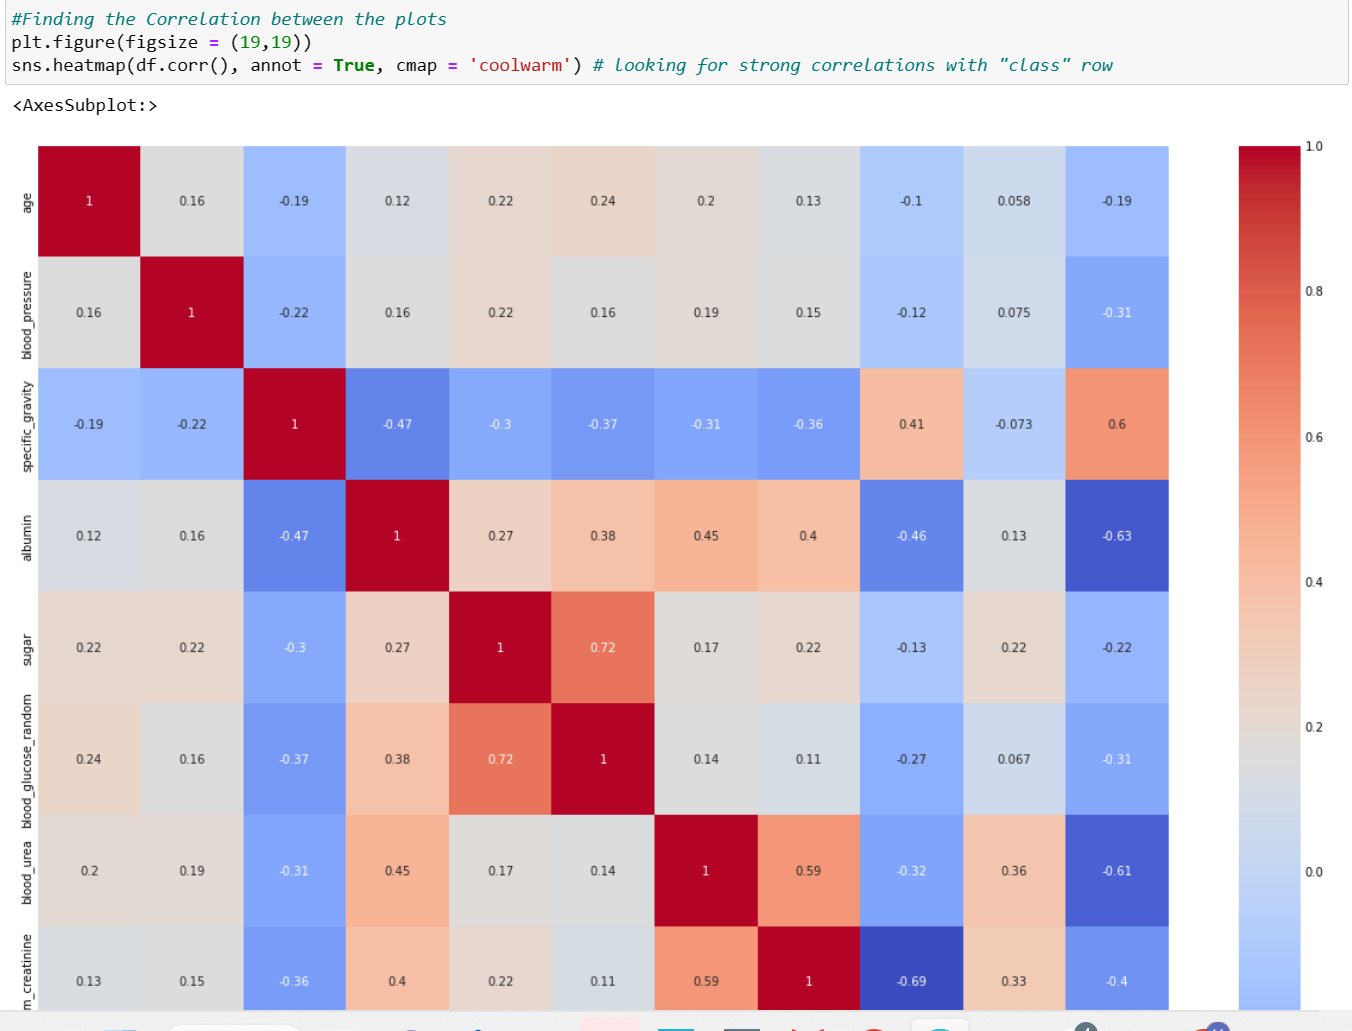 #Finding the Correlation between the plots
plt.figure(figsize = (19,19))
sns.heatmap(df.corr(), annot = True, cmap = 'coolwarm') # looking for strong correlations with "class" row
<AxesSubplot:>
1.0
age 1 0.16 -0.19 0.12 0.22 0.24 0.2 0.13 -0.1 0.058 -0.19
0.8
blood_pressure 0.16 1 -0.22 0.16 0.22 0.16 0.19 0.15 -0.12 0.075 -0.31
specific_gravity -0.19 -0.22 1 -0.47 -0.3 -0.37 -0.31 -0.36 0.41 -0.073 0.6
0.6
albumin 0.12 0.16 -0.47 1 0.27 0.38 0.45 0.4 -0.46 0.13 -0.63
0.4
sugar 0.22 0.22 -0.3 0.27 1 0.72 0.17 0.22 -0.13 0.22 -0.22
0.2
blood_glucose_random 0.24 0.16 -0.37 0.38 0.72 1 0.14 0.11 -0.27 0.067 -0.31
blood_urea 0.2 0.19 -0.31 0.45 0.17 0.14 1 0.59 -0.32 0.36 -0.61
0.0
m_creatinine 0.13 0.15 -0.36 0.4 0.22 0.11 0.59 1 -0.69 0.33 -0.4